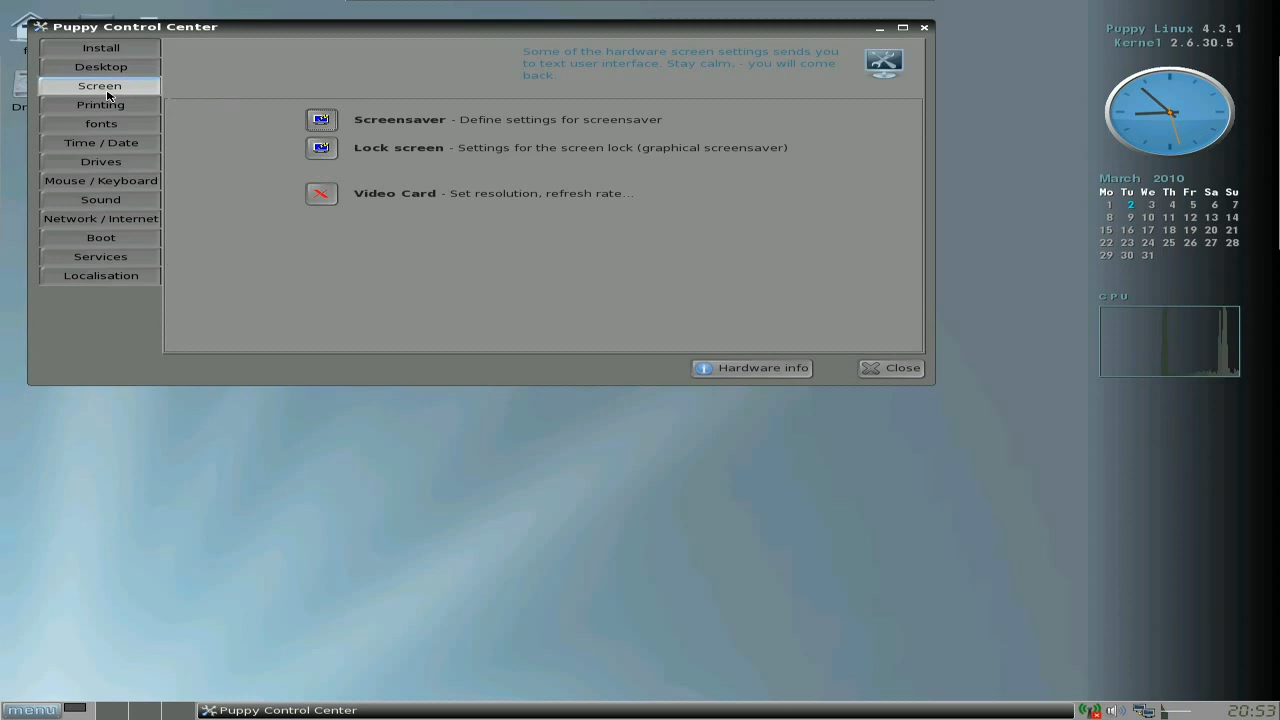 Puppy Control Center
Install
Desktop
Screen
Printing
fonts
Time / Date
Drives
Mouse / Keyboard
Sound
Network / Internet
Boot
Services
Localisation
Some of the hardware screen settings sends you
to text user interface. Stay calm, - you will come
back
Screensaver - Define settings for screensaver
Lock screen - Settings for the screen lock (graphical screensaver)
Video Card - Set resolution, refresh rate...
Hardware info
Close
Puppy Linux 4.3.1
Kernel 2.6.30.5
March 2010
Mo Tu We Th Fr Sa Su
1 2 3 4 5 6 7
8 9 10 11 12 13 14
15 16 17 18 19 20 21
22 23 24 25 26 27 28
29 30 31
CPU
menu
Puppy Control Center
20:53